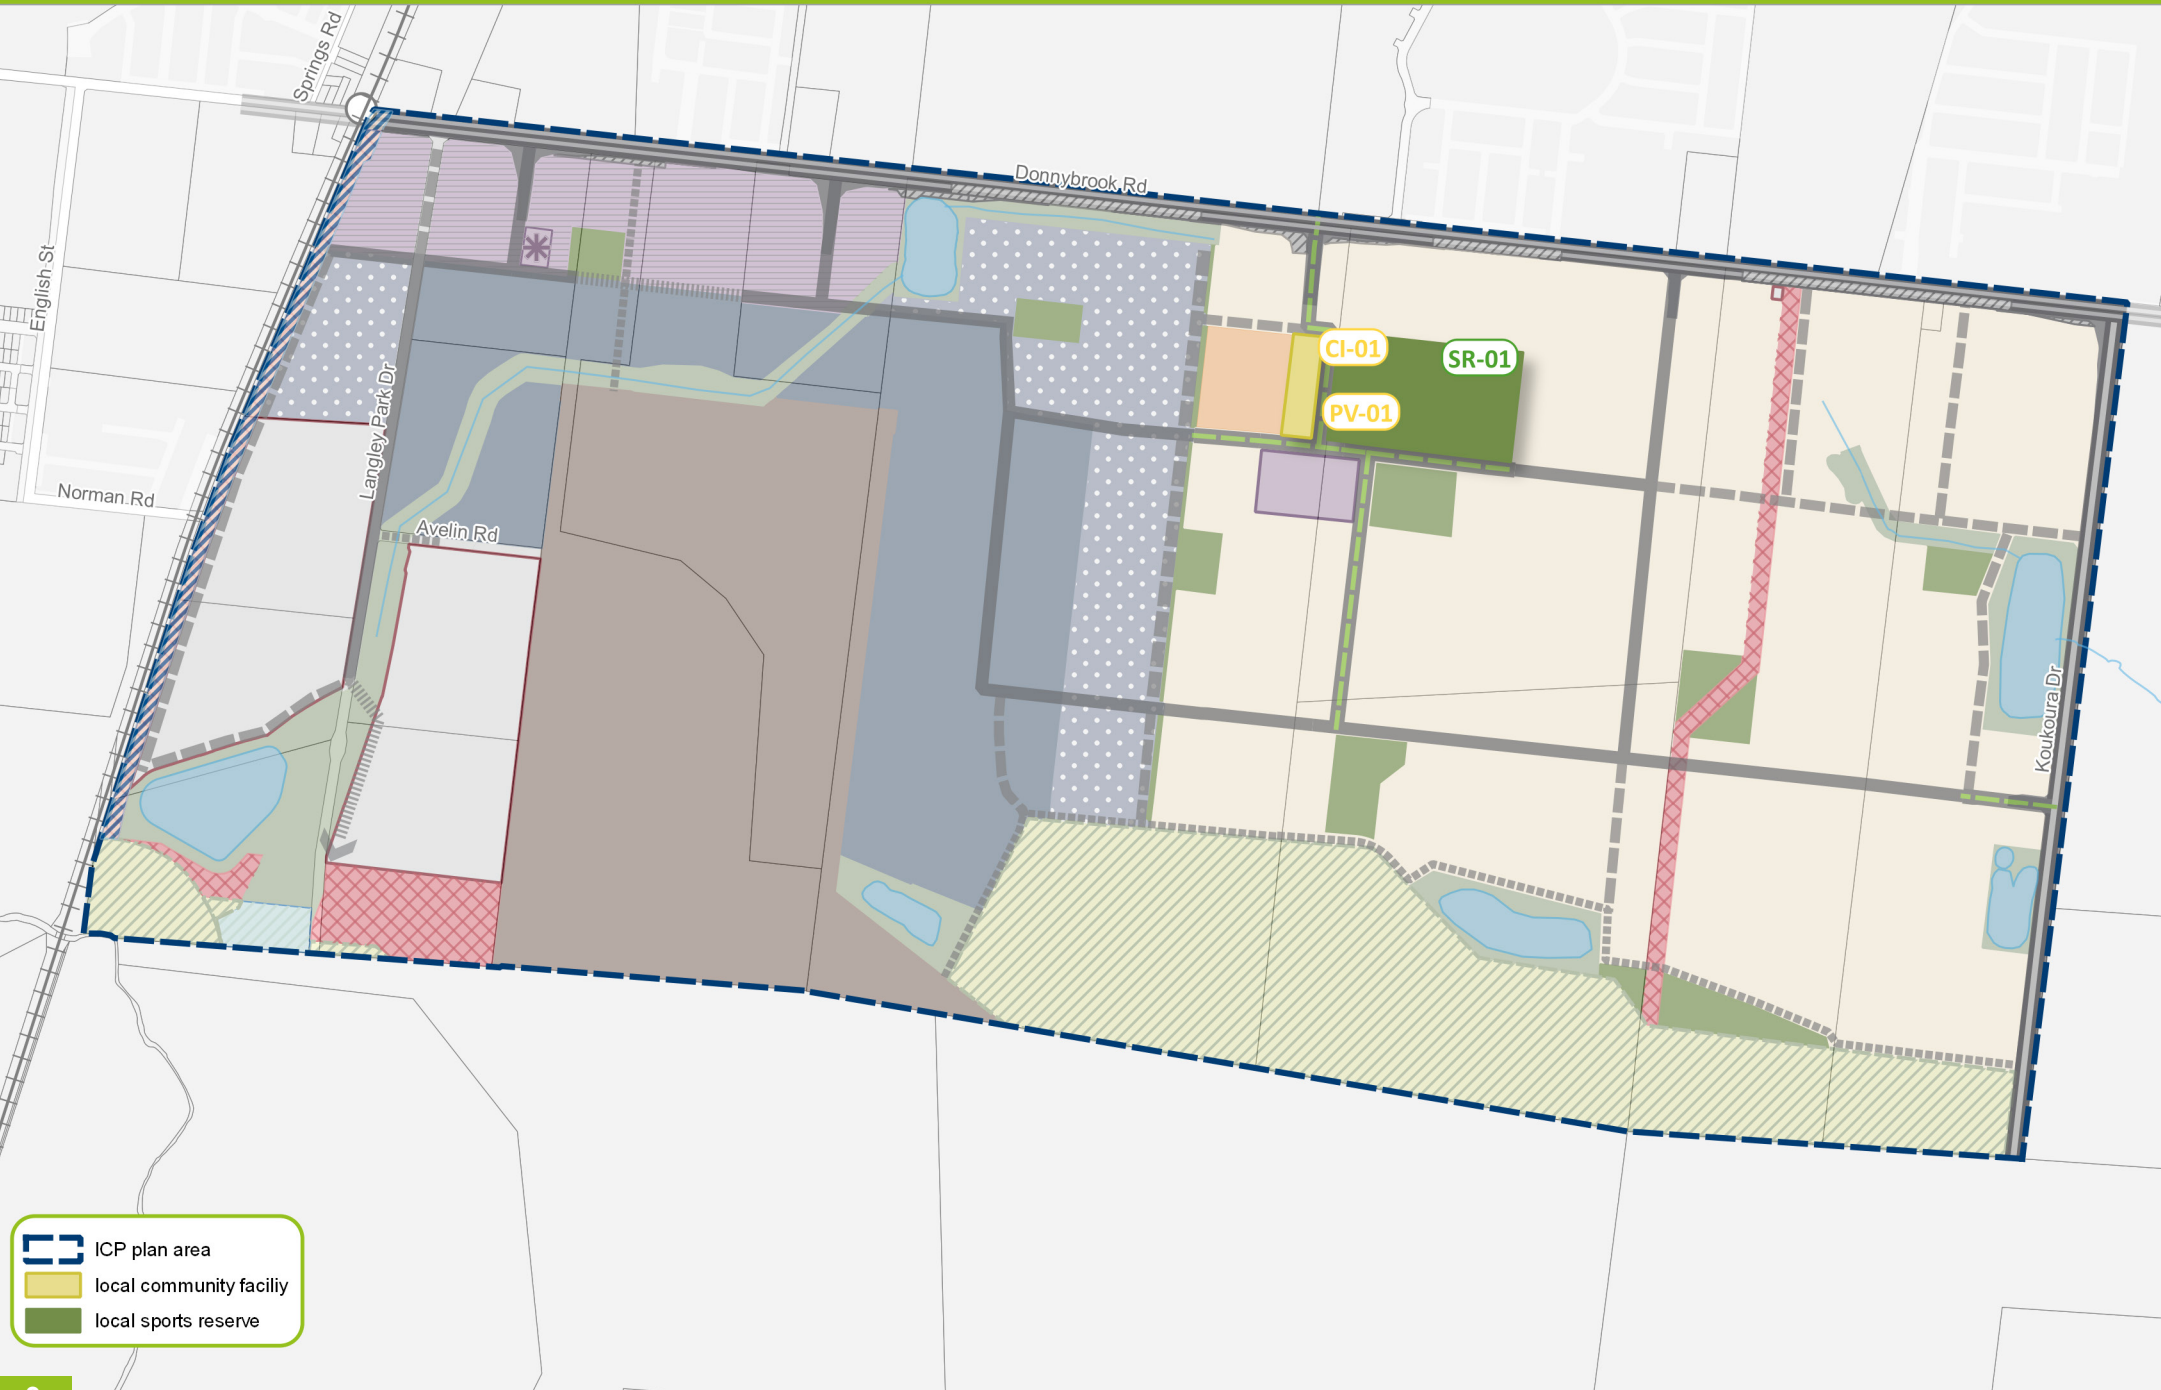 Springs Rd
Donnybrook Rd
English St
CI-01
SR-01
Langley Park Dr
PV-01
Norman Rd
Avelin Rd
Koukoura Dr
ICP plan area
local community faciliy
local sports reserve